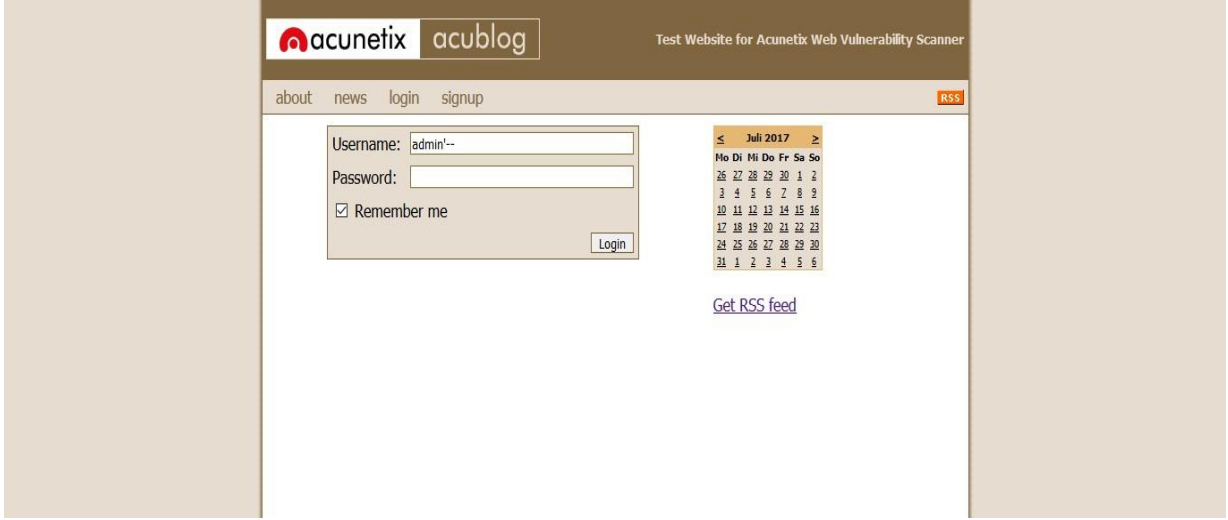 acunetix acublog
Test Website for Acunetix Web Vulnerability Scanner
about news login signup
RSS
Username: admin'--
Password:
Remember me
Login
< Juli 2017 >
Mo Di Mi Do Fr Sa So
26 27 28 29 30 1 2
3 4 5 6 7 8 9
10 11 12 13 14 15 16
17 18 19 20 21 22 23
24 25 26 27 28 29 30
31 1 2 3 4 5 6
Get RSS feed